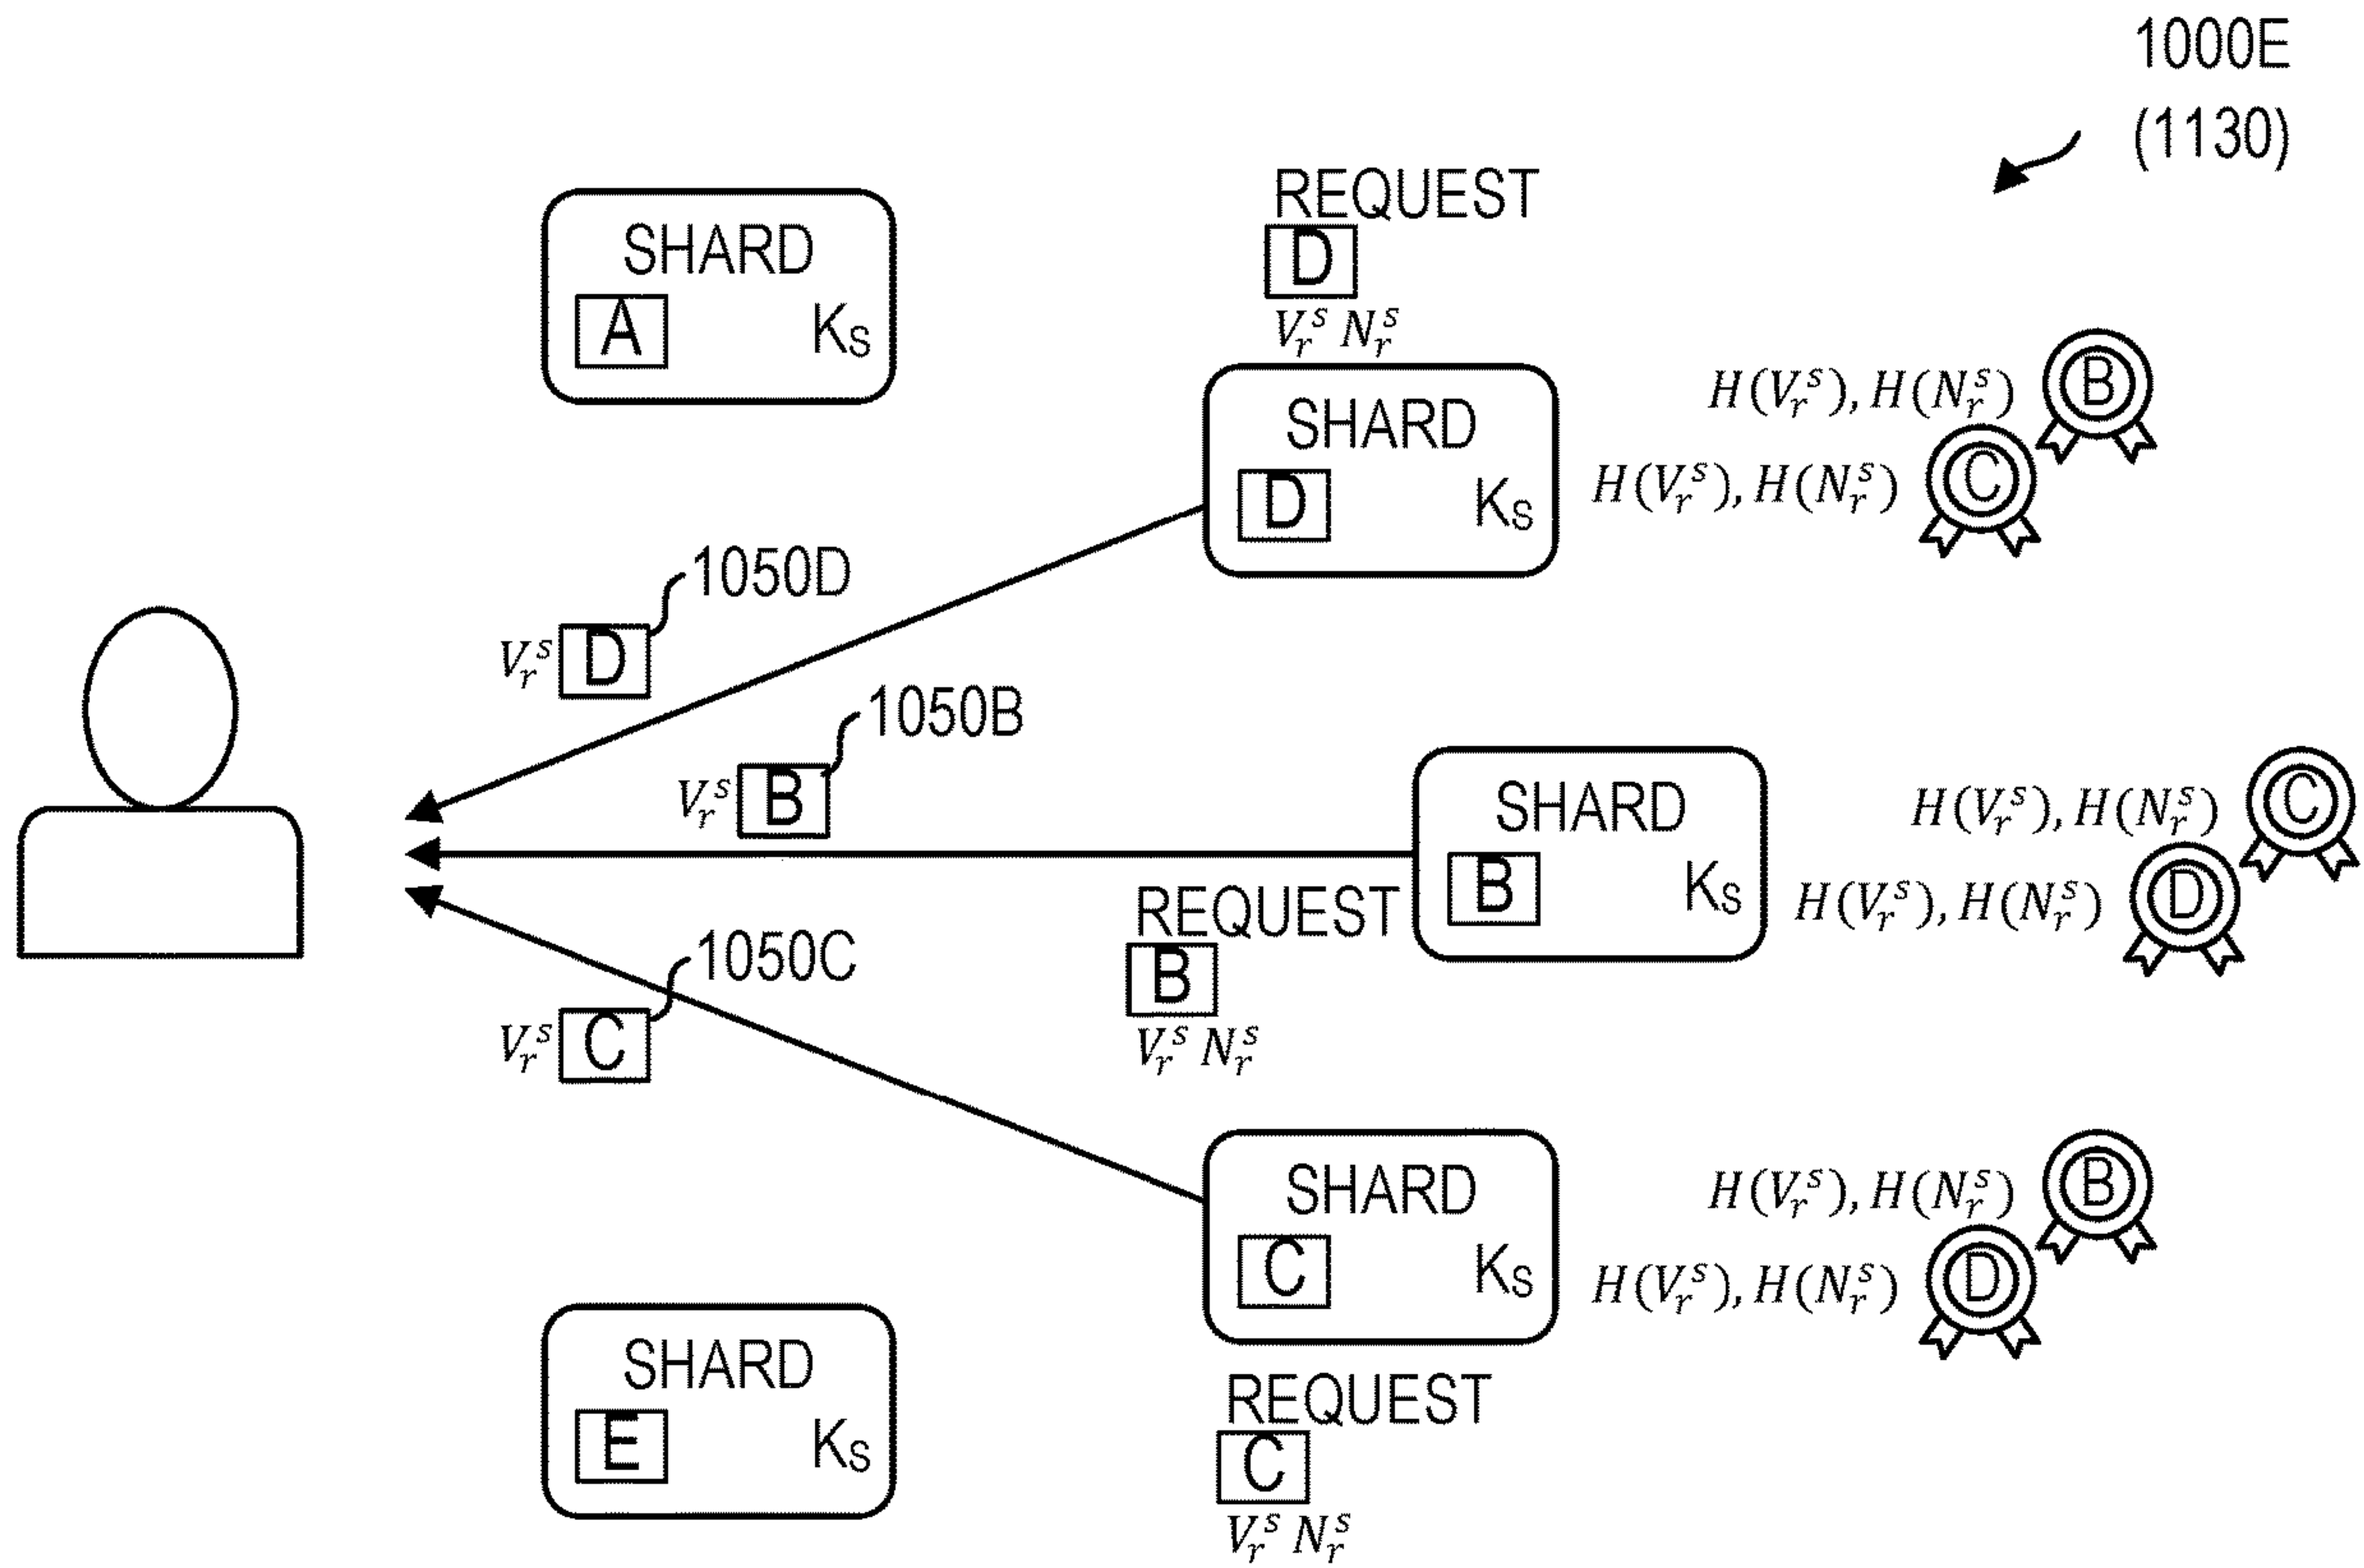 1000E
(1130)
REQUEST
D
V_r^s N_r^s
SHARD
A K_S
H(V_r^s), H(N_r^s) B
SHARD
D K_S
H(V_r^s), H(N_r^s) C
1050D
V_r^s D
1050B
V_r^s B
SHARD
B K_S
H(V_r^s), H(N_r^s) C
H(V_r^s), H(N_r^s) D
REQUEST
B
V_r^s N_r^s
1050C
V_r^s C
SHARD
C K_S
H(V_r^s), H(N_r^s) B
H(V_r^s), H(N_r^s) D
SHARD
E K_S
REQUEST
C
V_r^s N_r^s